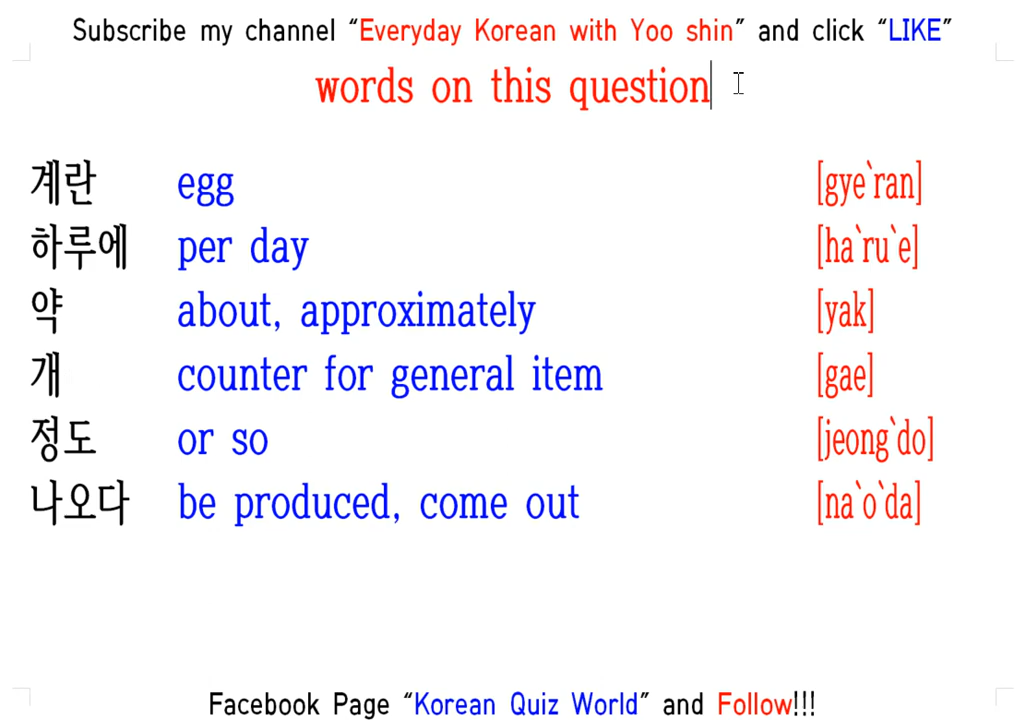 Subscribe my channel “Everyday Korean with Yoo shin” and click “LIKE”
words on this question
계란 egg [gye`ran]
하루에 per day [ha`ru`e]
약 about, approximately [yak]
개 counter for general item [gae]
정도 or so [jeong`do]
나오다 be produced, come out [na`o`da]
Facebook Page “Korean Quiz World” and Follow!!!